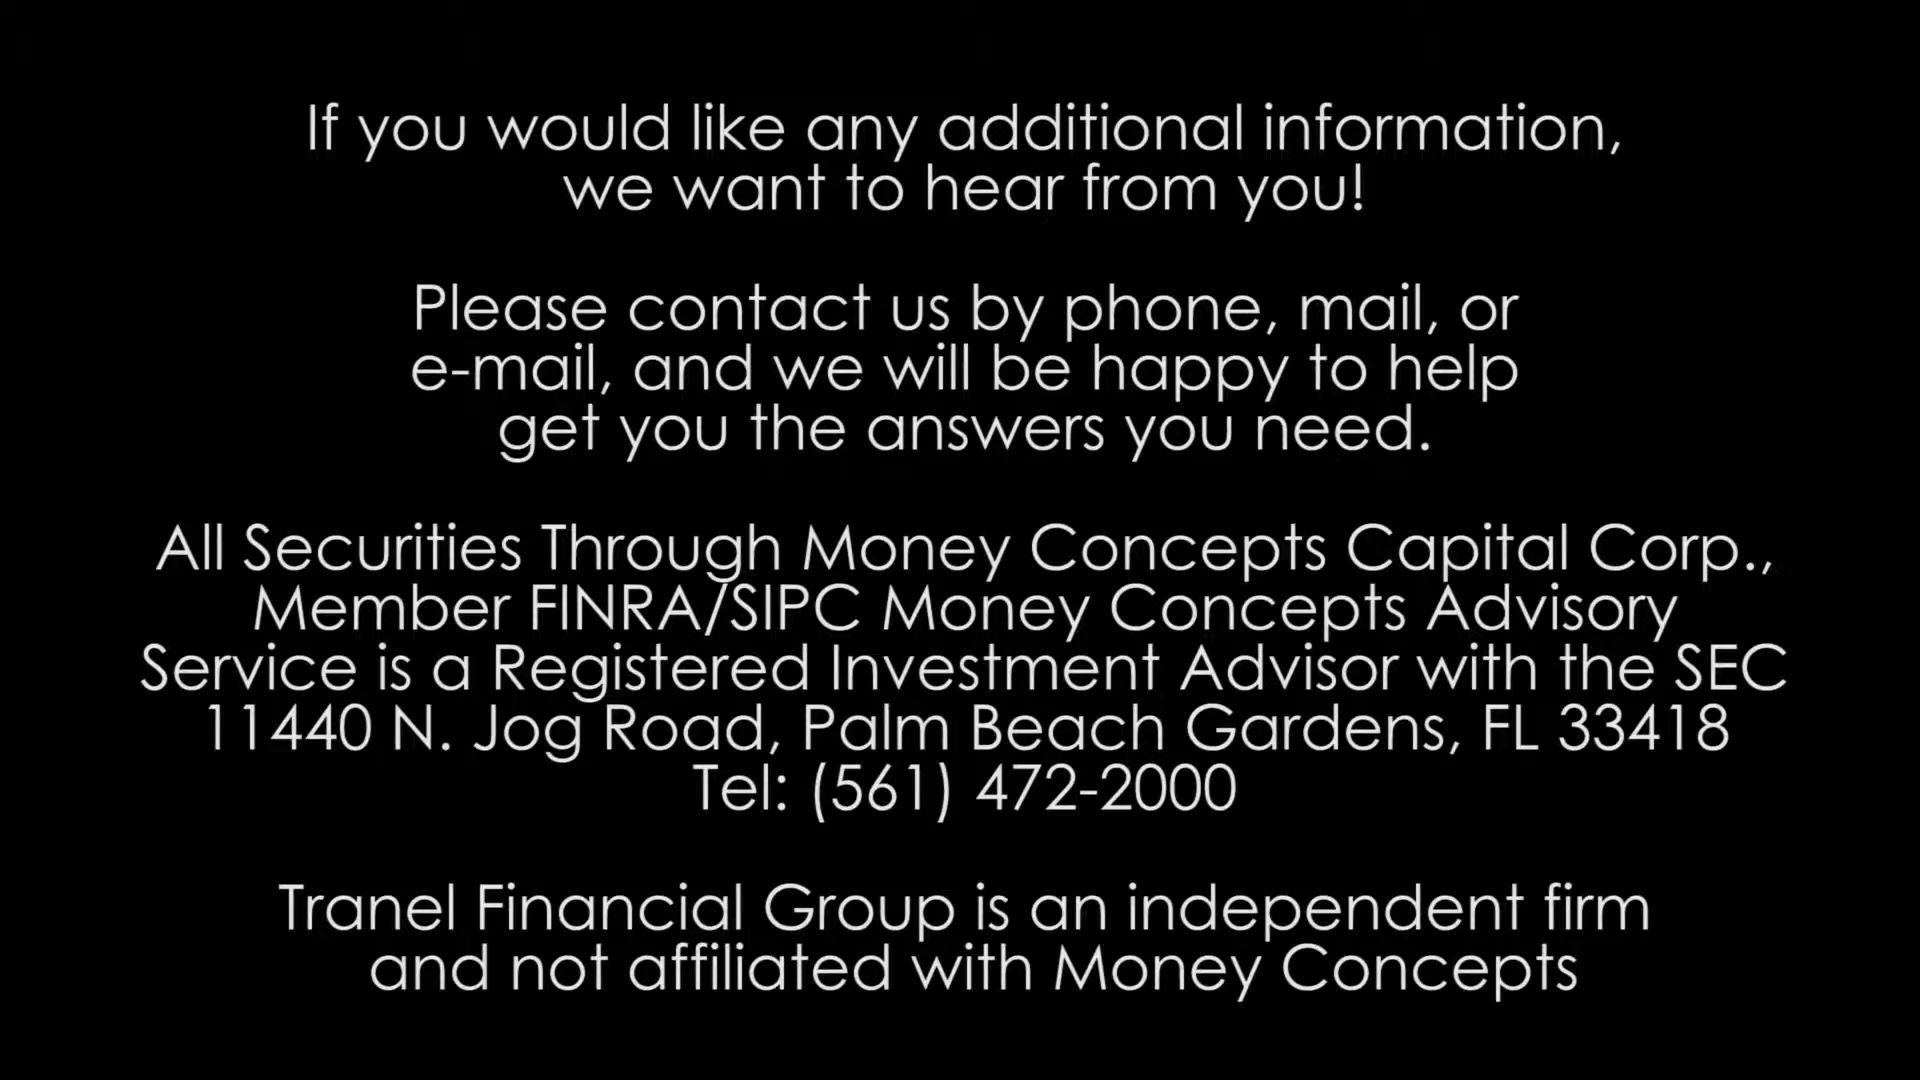 If you would like any additional information,
we want to hear from you!
Please contact us by phone, mail, or
e-mail, and we will be happy to help
get you the answers you need.
All Securities Through Money Concepts Capital Corp.,
Member FINRA/SIPC Money Concepts Advisory
Service is a Registered Investment Advisor with the SEC
11440 N. Jog Road, Palm Beach Gardens, FL 33418
Tel: (561) 472-2000
Tranel Financial Group is an independent firm
and not affiliated with Money Concepts